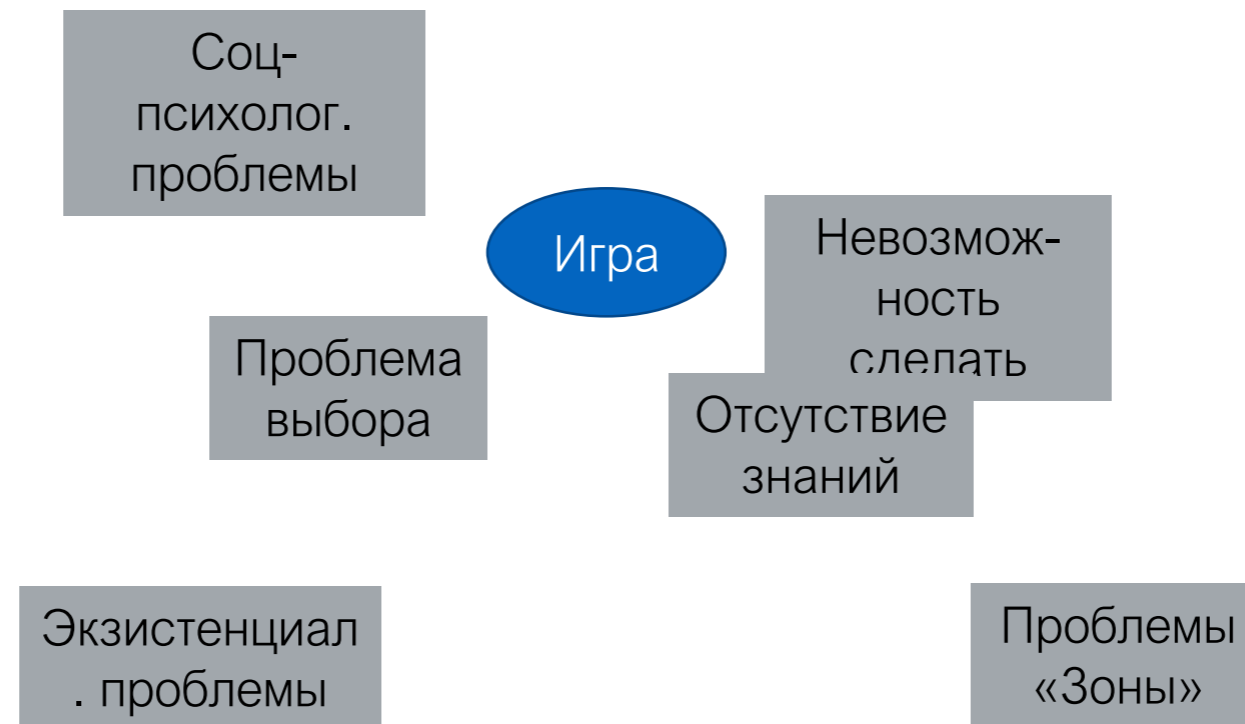 Соц-
психолог.
проблемы
Игра
Невозмож-
ность
сделать
Проблема
выбора
Отсутствие
знаний
Экзистенциал
. проблемы
Проблемы
«Зоны»